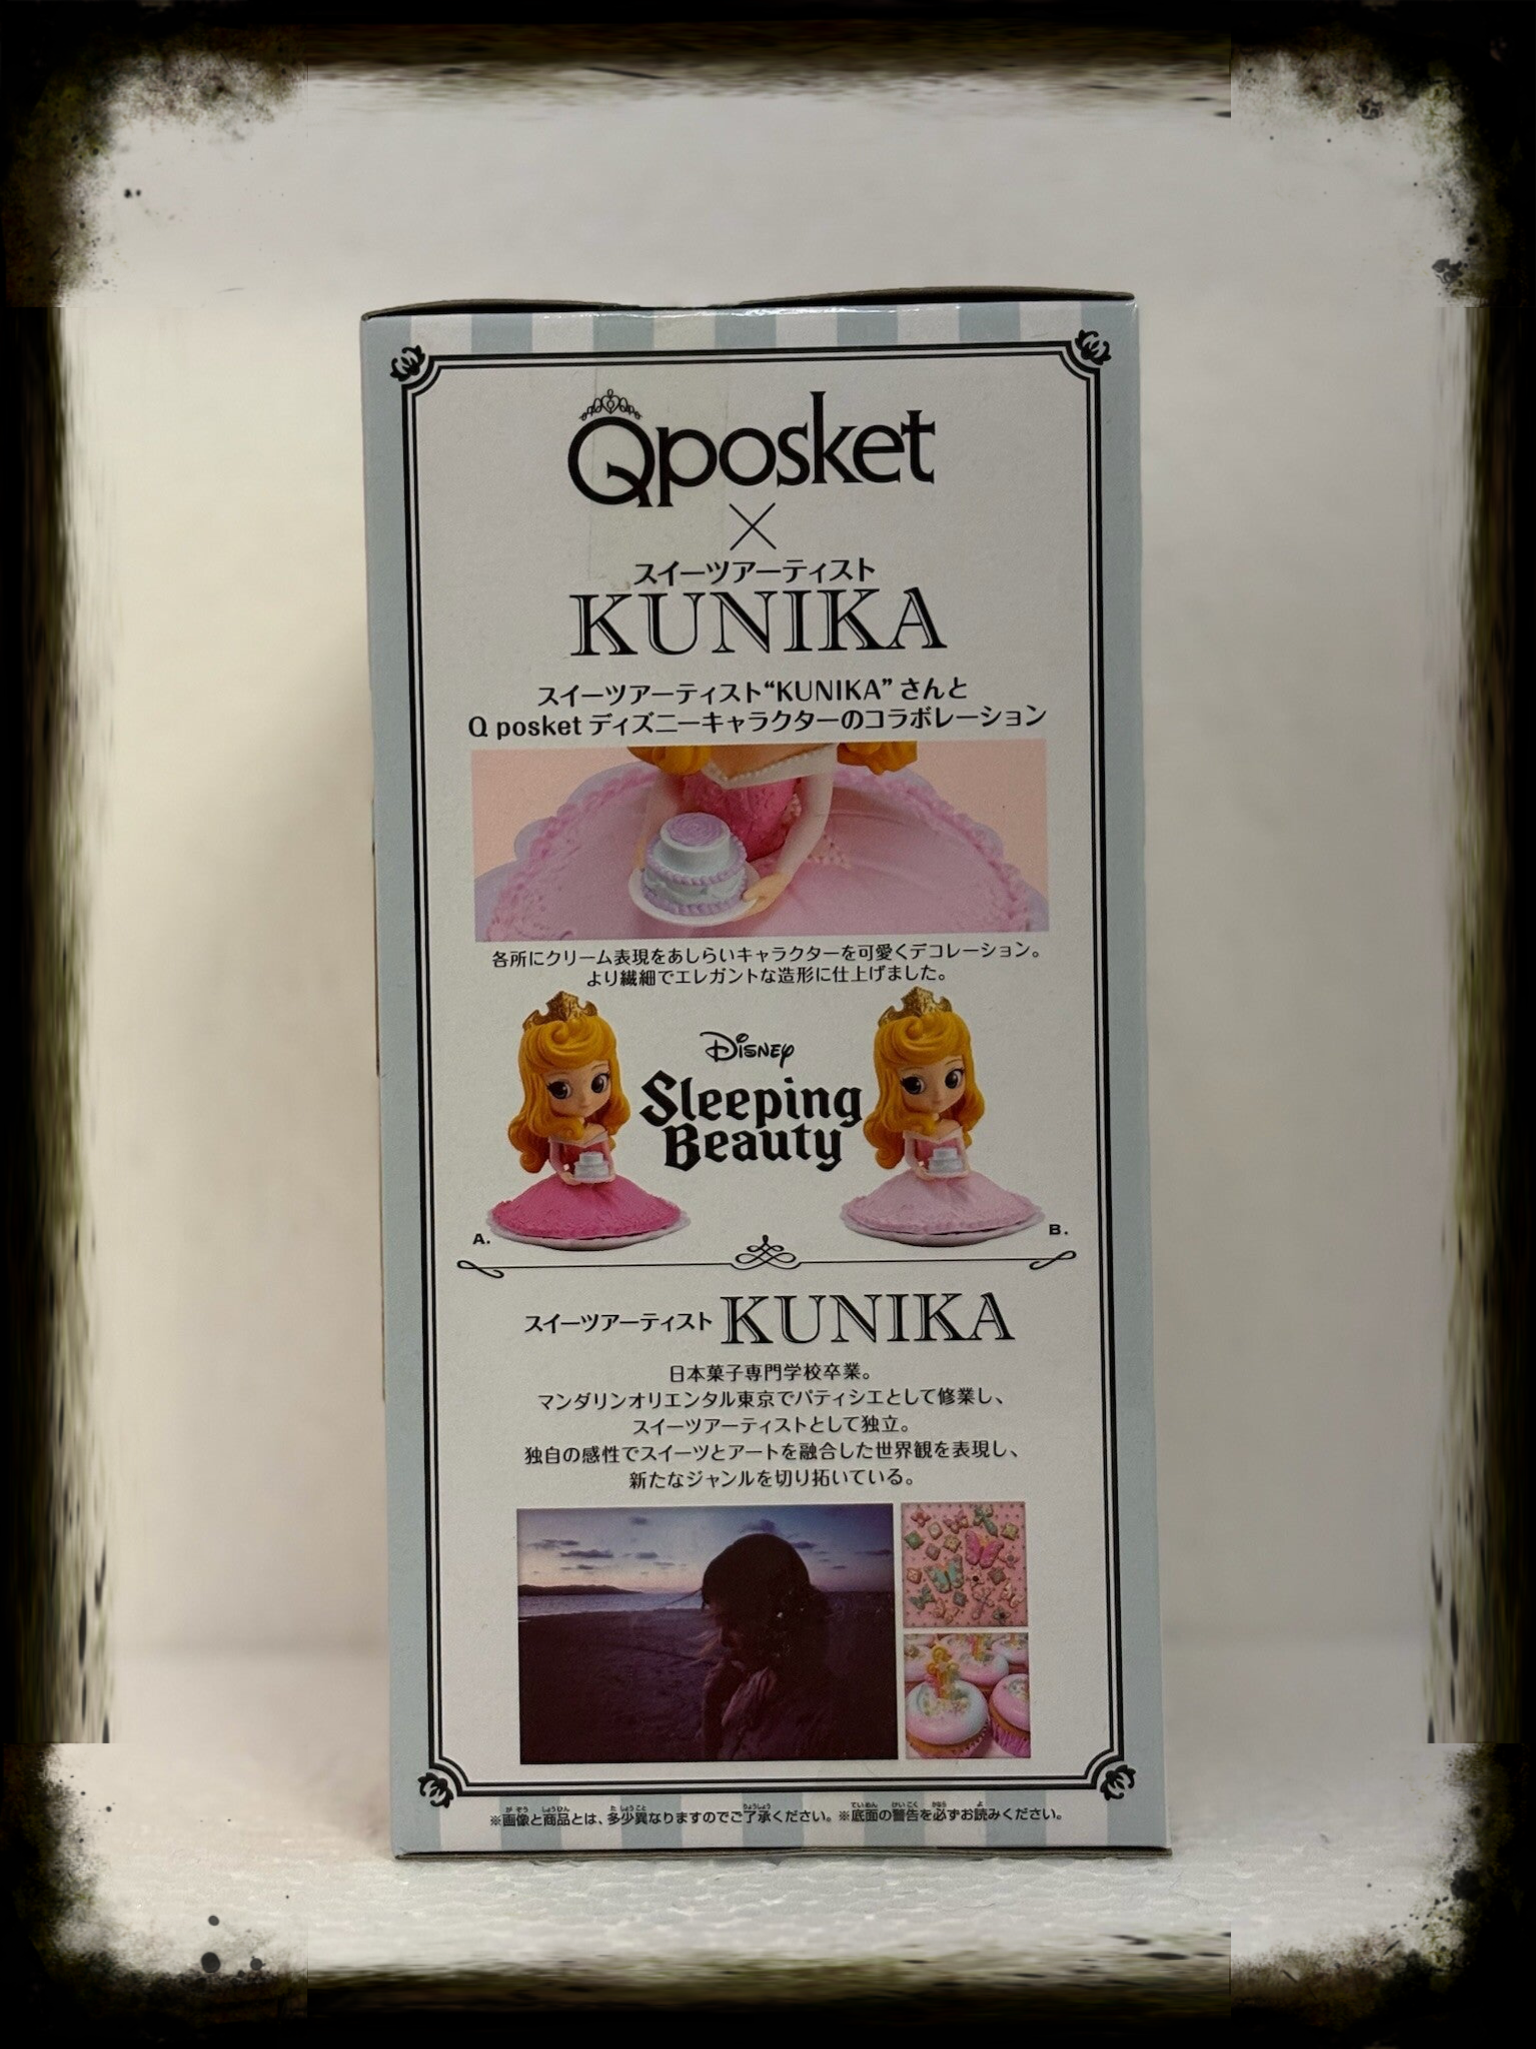 Qposket
×
スイーツアーティスト
KUNIKA
スイーツアーティスト“KUNIKA”さんと
Q posket ディズニーキャラクターのコラボレーション
各所にクリーム表現をあしらいキャラクターを可愛くデコレーション。
より繊細でエレガントな造形に仕上げました。
Disney
Sleeping
Beauty
A.
B.
スイーツアーティスト KUNIKA
日本菓子専門学校卒業。
マンダリンオリエンタル東京でパティシエとして修業し、
スイーツアーティストとして独立。
独自の感性でスイーツとアートを融合した世界観を表現し、
新たなジャンルを切り拓いている。
※画像と商品とは、多少異なりますのでご了承ください。※底面の警告を必ずお読みください。